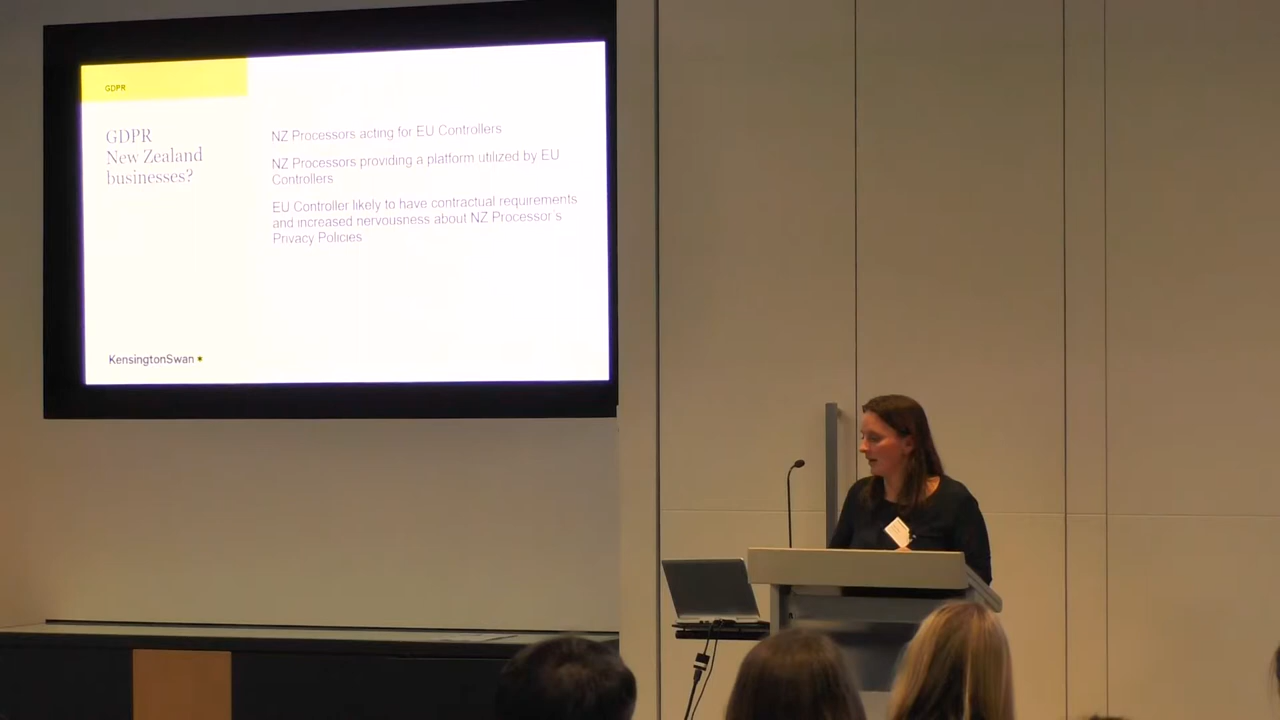 GDPR
GDPR
New Zealand
businesses?
NZ Processors acting for EU Controllers
NZ Processors providing a platform utilized by EU
Controllers
EU Controller likely to have contractual requirements
and increased nervousness about NZ Processor s
Privacy Policies
KensingtonSwan